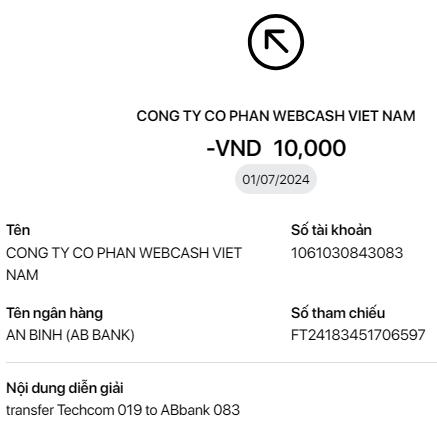 CONG TY CO PHAN WEBCASH VIET NAM
-VND 10,000
01/07/2024
Tên
Số tài khoản
CONG TY CO PHAN WEBCASH VIET
NAM
1061030843083
Tên ngân hàng
Số tham chiếu
AN BINH (AB BANK)
FT24183451706597
Nội dung diễn giải
transfer Techcom 019 to ABbank 083